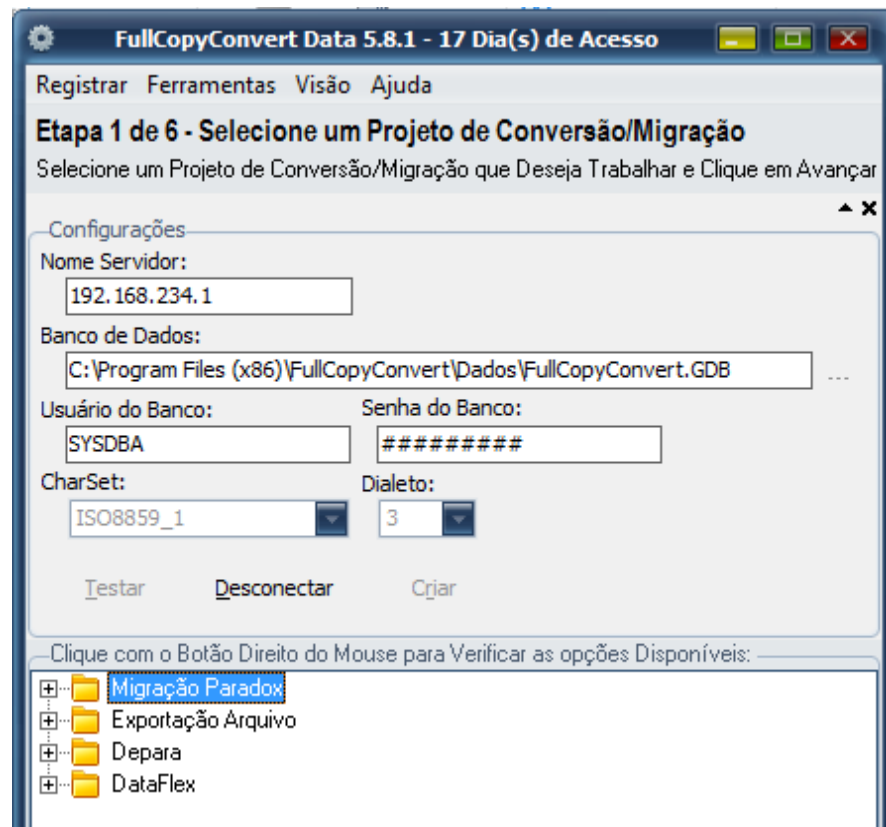 FullCopyConvert Data 5.8.1 - 17 Dia(s) de Acesso
Registrar Ferramentas Visão Ajuda
Etapa 1 de 6 - Selecione um Projeto de Conversão/Migração
Selecione um Projeto de Conversão/Migração que Deseja Trabalhar e Clique em Avançar
Configurações
Nome Servidor:
192.168.234.1
Banco de Dados:
C:\Program Files (x86)\FullCopyConvert\Dados\FullCopyConvert.GDB ...
Usuário do Banco: Senha do Banco:
SYSDBA #########
CharSet: Dialeto:
ISO8859_1 3
Testar Desconectar Criar
Clique com o Botão Direito do Mouse para Verificar as opções Disponíveis:
Migração Paradox
Exportação Arquivo
Depara
DataFlex